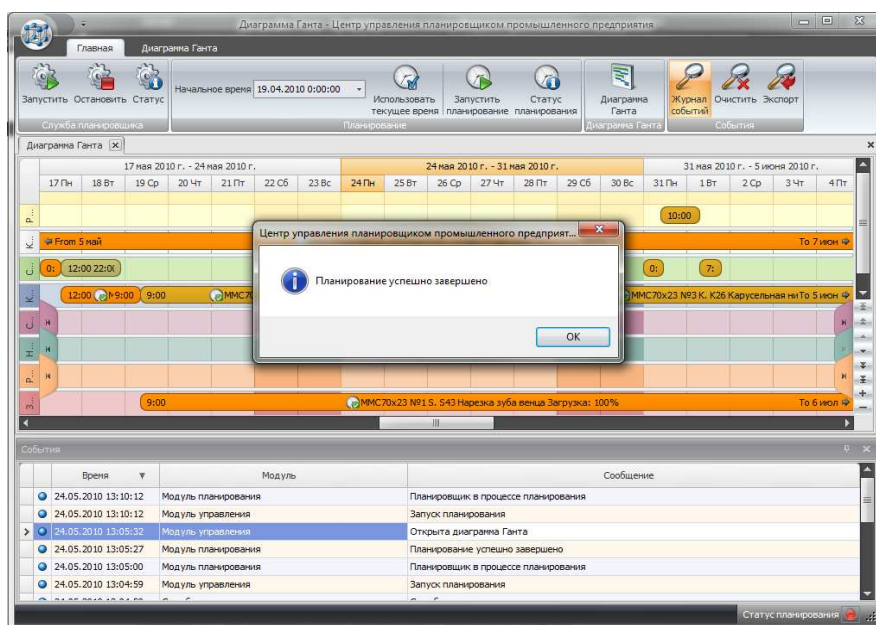 Диаграмма Ганта - Центр управления планировщиком промышленного предприятия
Главная Диаграмма Ганта
Запустить Остановить Статус
Начальное время 19.04.2010 0:00:00
Использовать текущее время
Запустить планирование
Статус планирования
Диаграмма Ганта
Журнал событий
Очистить Экспорт
Служба планировщика Планирование Диаграмма Ганта События
Диаграмма Ганта
17 мая 2010 г. - 24 мая 2010 г. 24 мая 2010 г. - 31 мая 2010 г. 31 мая 2010 г. - 5 июня 2010 г.
17 Пн 18 Вт 19 Ср 20 Чт 21 Пт 22 Сб 23 Вс 24 Пн 25 Вт 26 Ср 27 Чт 28 Пт 29 Сб 30 Вс 31 Пн 1 Вт 2 Ср 3 Чт 4 Пт
Р... 10:00
К... From 5 май To 7 июн
С... 0: 12:00 22:0( 0: 7:
К... 12:00 9:00 9:00 ММС7 ММС70х23 №3 К. К26 Карусельная ни To 5 июн
С... н н
Н... н
Р... н н
З... 9:00 ММС70х23 №1 S. S43 Нарезка зуба венца Загрузка: 100% To 6 июл
Центр управления планировщиком промышленного предприят...
Планирование успешно завершено
OK
События
Время Модуль Сообщение
24.05.2010 13:10:12 Модуль планирования Планировщик в процессе планирования
24.05.2010 13:10:12 Модуль управления Запуск планирования
24.05.2010 13:05:32 Модуль управления Открыта диаграмма Ганта
24.05.2010 13:05:27 Модуль планирования Планирование успешно завершено
24.05.2010 13:05:00 Модуль планирования Планировщик в процессе планирования
24.05.2010 13:04:59 Модуль управления Запуск планирования
Статус планирования